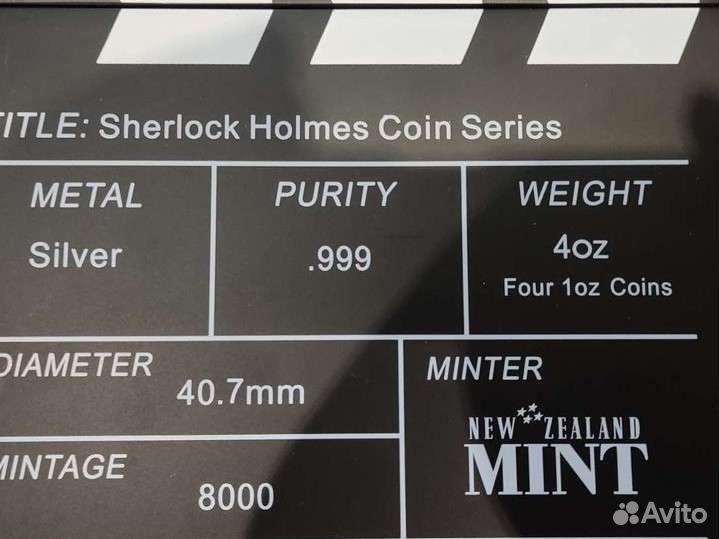 TITLE: Sherlock Holmes Coin Series
METAL
Silver
PURITY
.999
WEIGHT
4oz
Four 1oz Coins
DIAMETER
40.7mm
MINTAGE
8000
MINTER
NEW ZEALAND
MINT
Avito